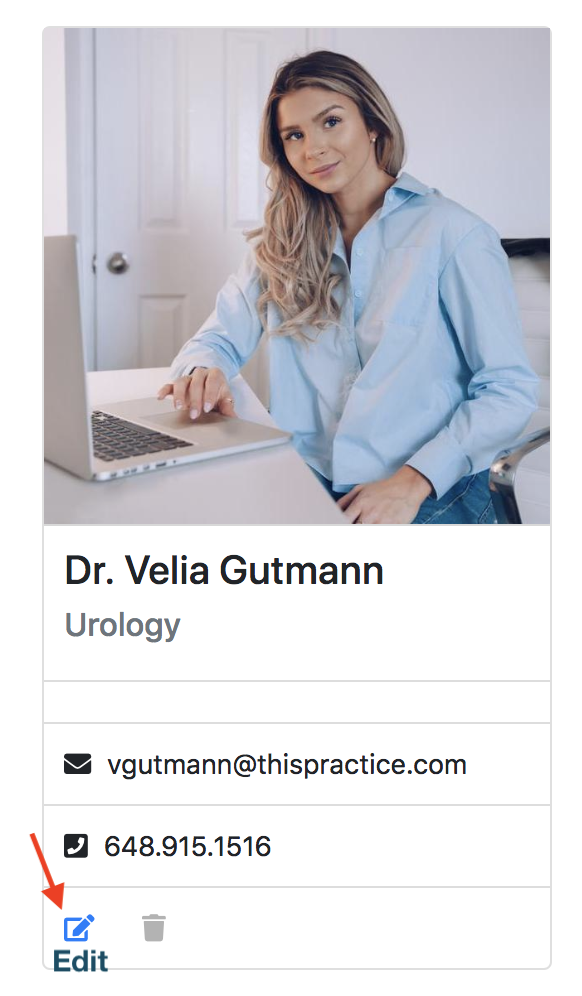 Dr. Velia Gutmann
Urology
vgutmann@thispractice.com
648.915.1516
Edit